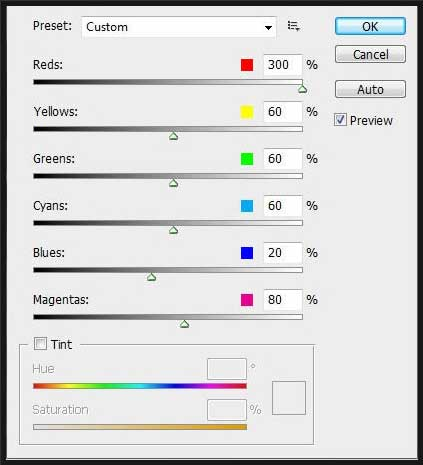 Preset: Custom
OK
Cancel
Auto
Preview
Reds: 300 %
Yellows: 60 %
Greens: 60 %
Cyans: 60 %
Blues: 20 %
Magentas: 80 %
Tint
Hue °
Saturation %